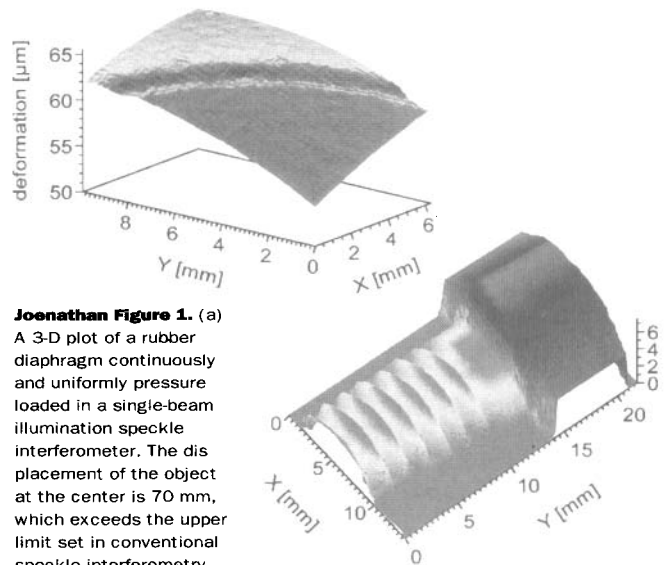 deformation [µm]
65
60
55
50
8
6
4
2
0
Y [mm]
2
4
6
X [mm]
Joenathan Figure 1. (a)
A 3-D plot of a rubber
diaphragm continuously
and uniformly pressure
loaded in a single-beam
illumination speckle
interferometer. The dis
placement of the object
at the center is 70 mm,
which exceeds the upper
limit set in conventional
speckle interferometry
6
4
2
0
0
5
10
X [mm]
0
5
10
15
20
Y [mm]